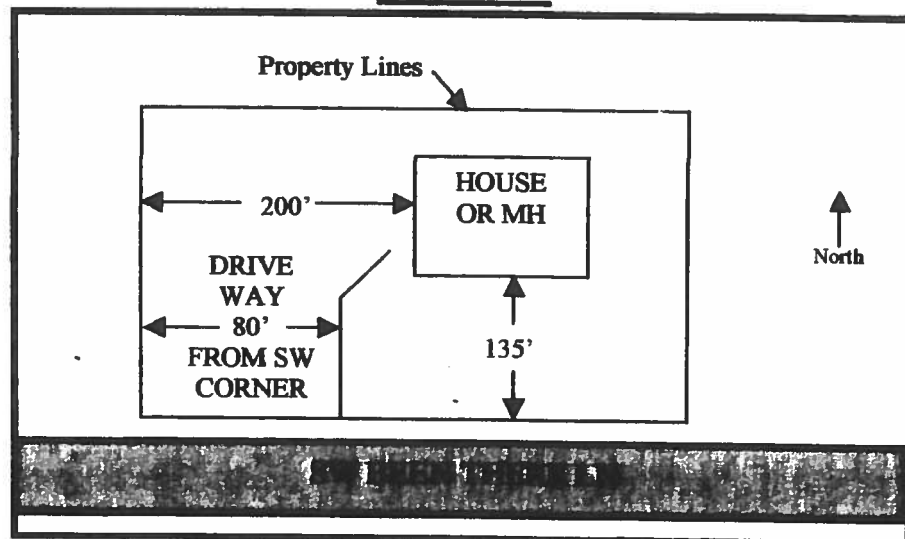 Property Lines
HOUSE
OR MH
200’
North
DRIVE
WAY
80’
FROM SW
CORNER
135’